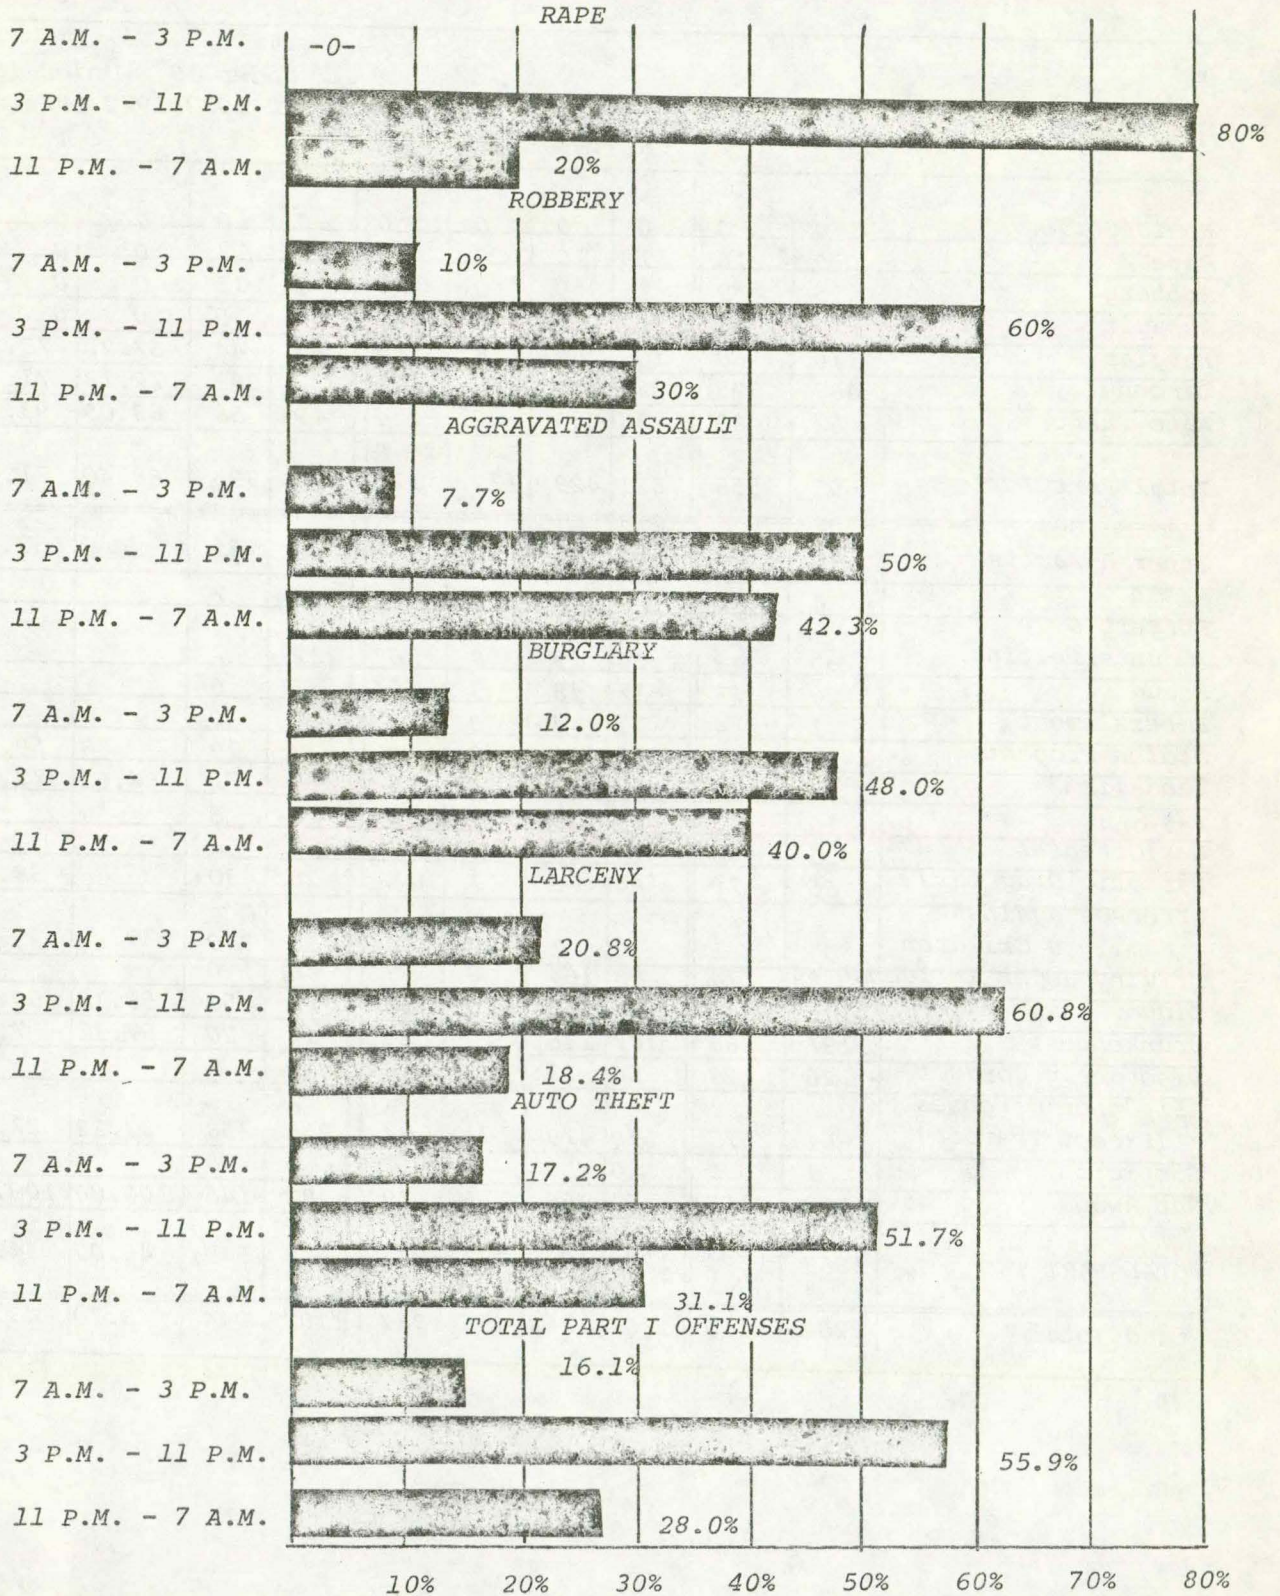 RAPE
7 A.M. - 3 P.M. -0-
3 P.M. - 11 P.M. 80%
11 P.M. - 7 A.M. 20%
ROBBERY
7 A.M. - 3 P.M. 10%
3 P.M. - 11 P.M. 60%
11 P.M. - 7 A.M. 30%
AGGRAVATED ASSAULT
7 A.M. - 3 P.M. 7.7%
3 P.M. - 11 P.M. 50%
11 P.M. - 7 A.M. 42.3%
BURGLARY
7 A.M. - 3 P.M. 12.0%
3 P.M. - 11 P.M. 48.0%
11 P.M. - 7 A.M. 40.0%
LARCENY
7 A.M. - 3 P.M. 20.8%
3 P.M. - 11 P.M. 60.8%
11 P.M. - 7 A.M. 18.4%
AUTO THEFT
7 A.M. - 3 P.M. 17.2%
3 P.M. - 11 P.M. 51.7%
11 P.M. - 7 A.M. 31.1%
TOTAL PART I OFFENSES
7 A.M. - 3 P.M. 16.1%
3 P.M. - 11 P.M. 55.9%
11 P.M. - 7 A.M. 28.0%
10% 20% 30% 40% 50% 60% 70% 80%